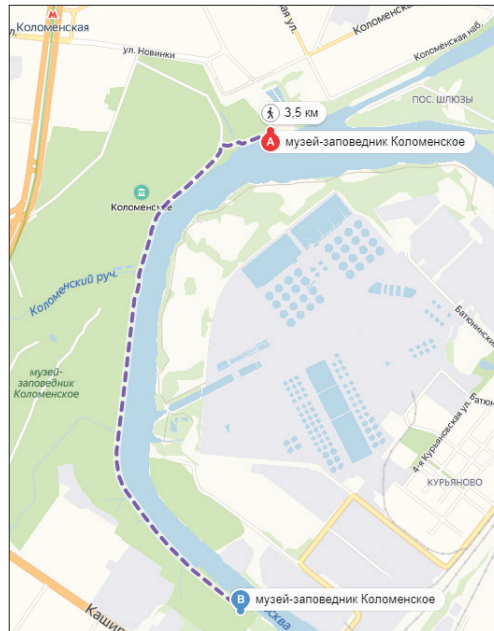 Коломенская
ул. Новинки
Коломенская наб.
ПОС. ШЛЮЗЫ
3,5 км
А
музей-заповедник Коломенское
Коломенское
Коломенский руч.
музей-
заповедник
Коломенское
Батюнинский
4-я Курьяновская ул.
Батюн
КУРЬЯНОВО
В
музей-заповедник Коломенское